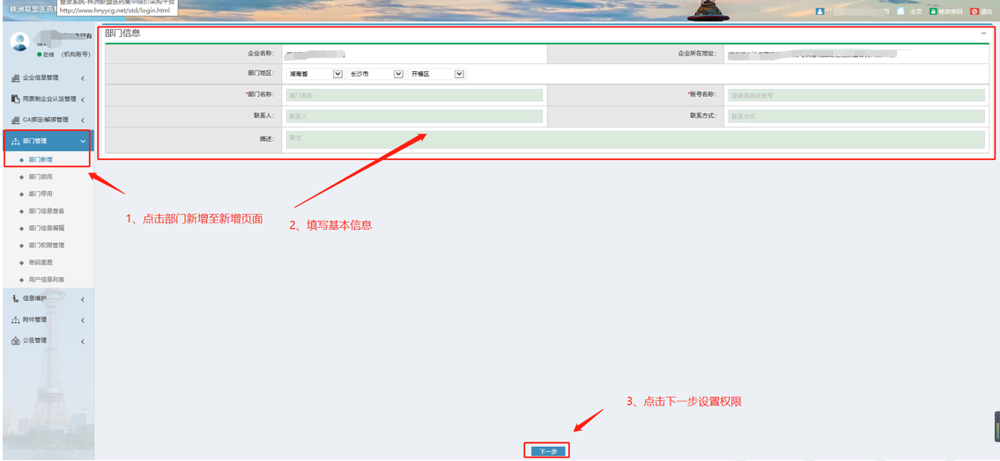 株洲联盟医药集
登录系统-株洲联盟医药集中限价采购平台
http://www.hnyycg.net/std/login.html
主页
修改密码
退出
在线 (机构账号)
企业信息管理
两票制企业认定管理
CA绑定/解绑管理
部门管理
部门新增
部门启用
部门停用
部门信息查看
部门信息编辑
部门权限管理
密码重置
用户信息列表
信息维护
附件管理
公告管理
部门信息
企业名称:
企业所在地址:
部门地区: 湖南省 长沙市 开福区
*部门名称: 部门名称
*账号名称: 登录系统所账号
联系人: 联系人
联系方式: 联系方式
描述: 备注
1、点击部门新增至新增页面
2、填写基本信息
3、点击下一步设置权限
下一步